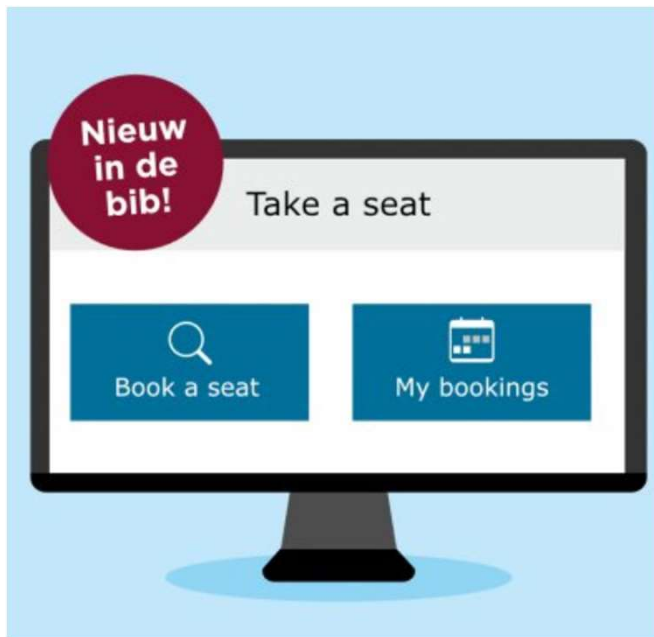 Nieuw
in de
bib!
Take a seat
Book a seat
My bookings